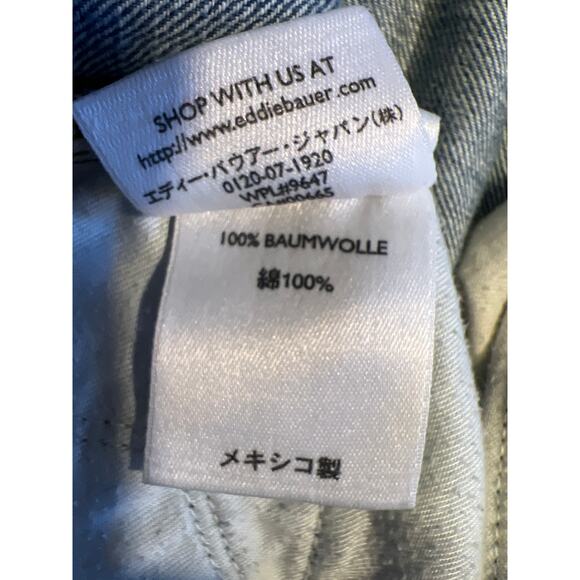 SHOP WITH US AT
http://www.eddiebauer.com
エディー・バウアー・ジャパン(株)
0120-07-1920
WPL#9647
100% BAUMWOLLE
綿100%
メキシコ製